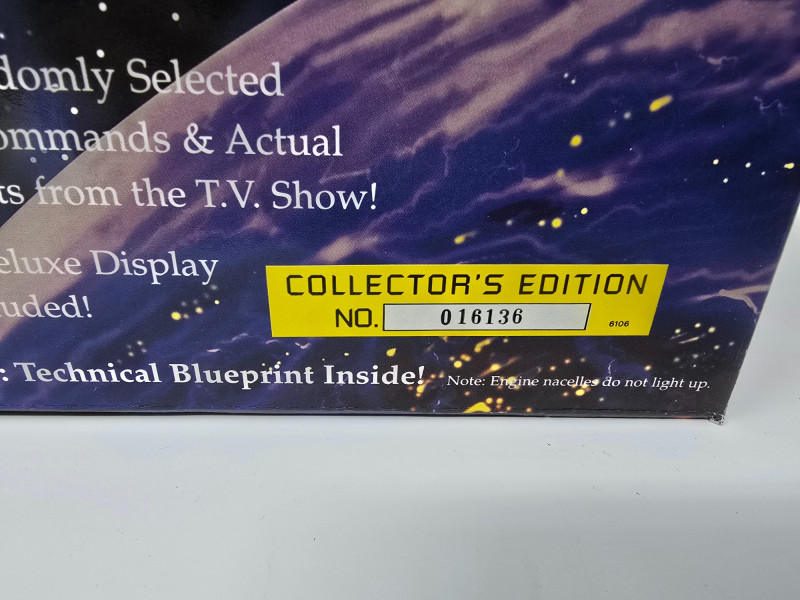 domly Selected
ommands & Actual
ts from the T.V. Show!
eluxe Display
uded!
COLLECTOR'S EDITION
NO. 016136
6106
: Technical Blueprint Inside!
Note: Engine nacelles do not light up.